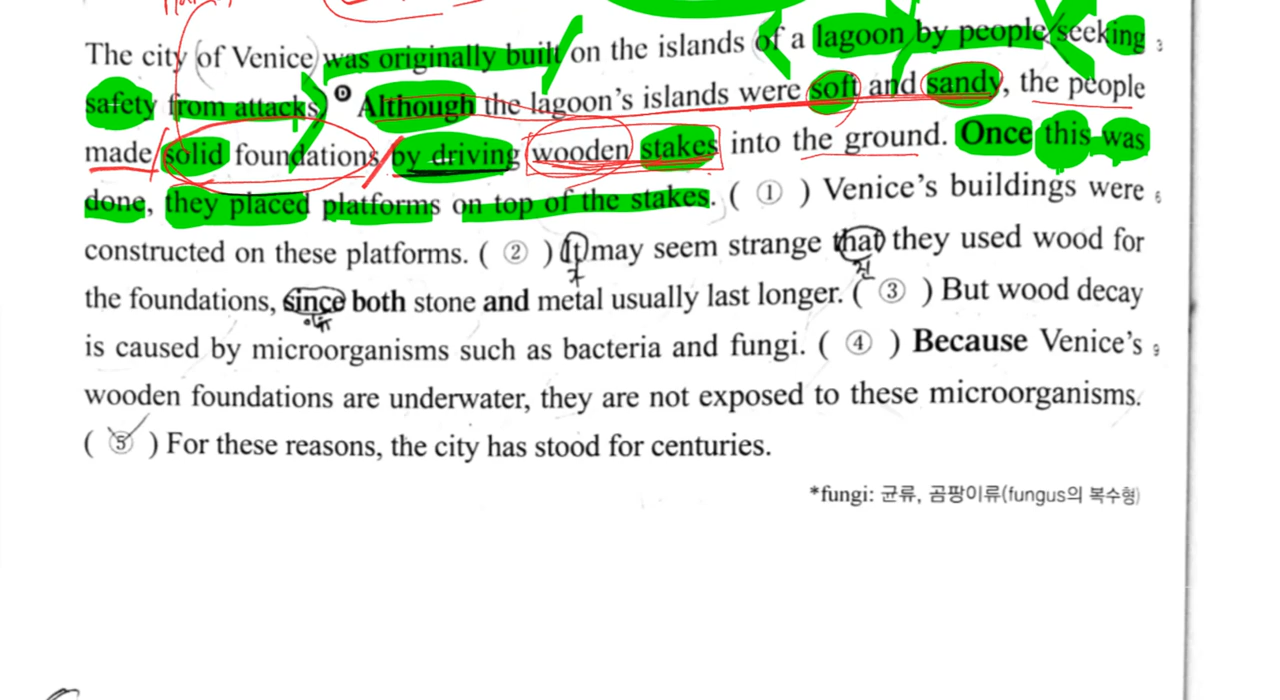 The city (of Venice) was originally built on the islands of a lagoon by people seeking 3
safety from attacks. D Although the lagoon's islands were soft and sandy, the people
made solid foundations by driving wooden stakes into the ground. Once this was
done, they placed platforms on top of the stakes. ( ① ) Venice's buildings were 6
constructed on these platforms. ( ② ) It may seem strange that they used wood for
the foundations, since both stone and metal usually last longer. ( ③ ) But wood decay
is caused by microorganisms such as bacteria and fungi. ( ④ ) Because Venice's 9
wooden foundations are underwater, they are not exposed to these microorganisms.
( ⑤ ) For these reasons, the city has stood for centuries.
*fungi: 균류, 곰팡이류(fungus의 복수형)